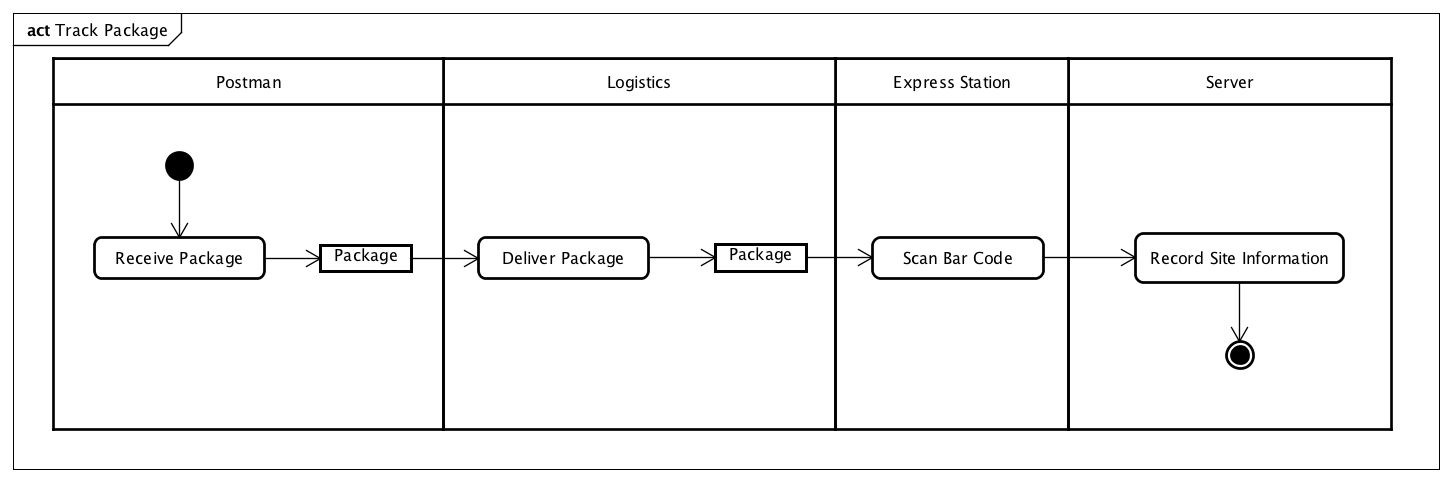 act Track Package
Postman
Logistics
Express Station
Server
Receive Package
Package
Deliver Package
Package
Scan Bar Code
Record Site Information